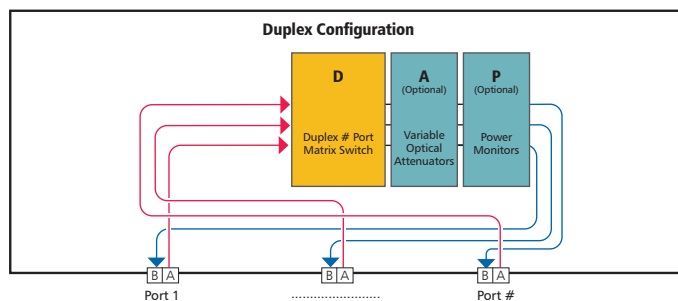 Duplex Configuration
D
Duplex # Port
Matrix Switch
A
(Optional)
Variable
Optical
Attenuators
P
(Optional)
Power
Monitors
B A
B A
B A
Port 1
........................
Port #